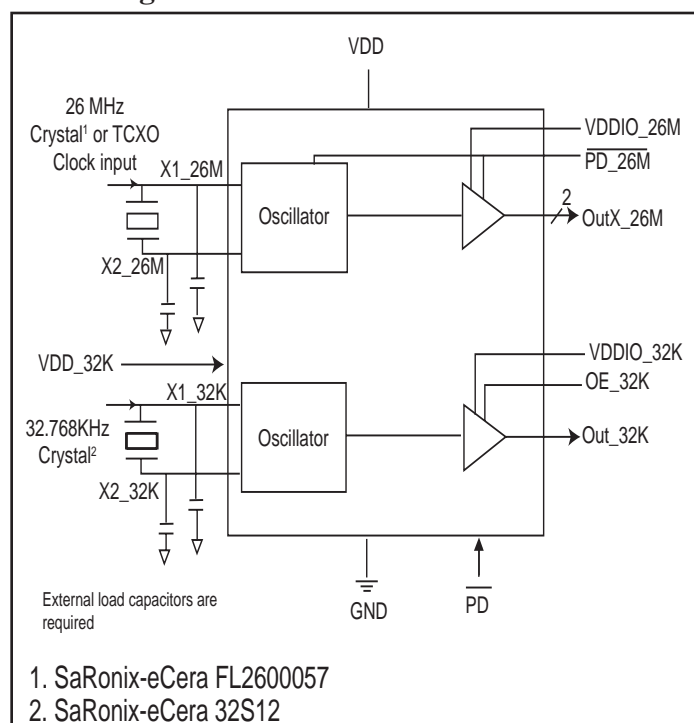 VDD
26 MHz
Crystal¹ or TCXO
Clock input
X1_26M
VDDIO_26M
PD_26M
Oscillator
2
OutX_26M
X2_26M
VDD_32K
X1_32K
VDDIO_32K
OE_32K
32.768KHz
Crystal²
Oscillator
Out_32K
X2_32K
External load capacitors are
required
GND
PD
1. SaRonix-eCera FL2600057
2. SaRonix-eCera 32S12